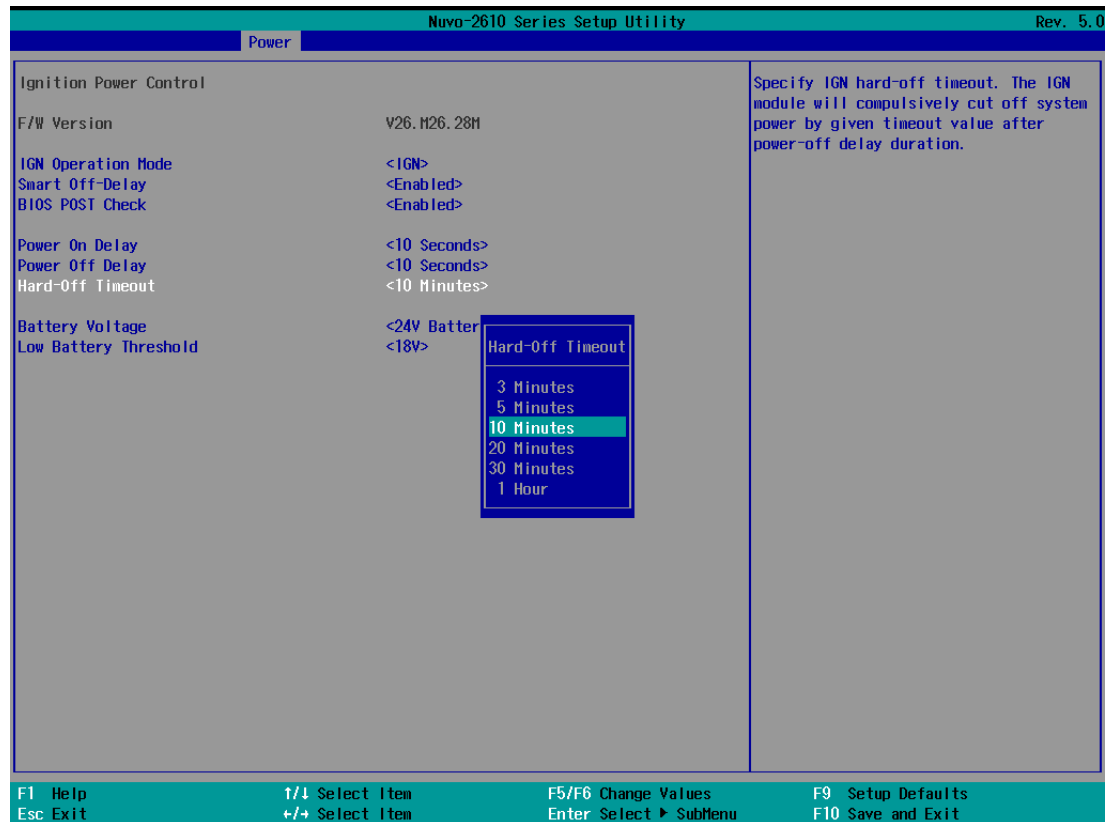 Nuvo-2610 Series Setup Utility Rev. 5.0
Power
Ignition Power Control
F/W Version V26.M26.28M
IGN Operation Mode <IGN>
Smart Off-Delay <Enabled>
BIOS POST Check <Enabled>
Power On Delay <10 Seconds>
Power Off Delay <10 Seconds>
Hard-Off Timeout <10 Minutes>
Battery Voltage <24V Batter
Low Battery Threshold <18V>
Hard-Off Timeout
3 Minutes
5 Minutes
10 Minutes
20 Minutes
30 Minutes
1 Hour
Specify IGN hard-off timeout. The IGN
module will compulsively cut off system
power by given timeout value after
power-off delay duration.
F1 Help ↑/↓ Select Item F5/F6 Change Values F9 Setup Defaults
Esc Exit ←/→ Select Item Enter Select ▶ SubMenu F10 Save and Exit